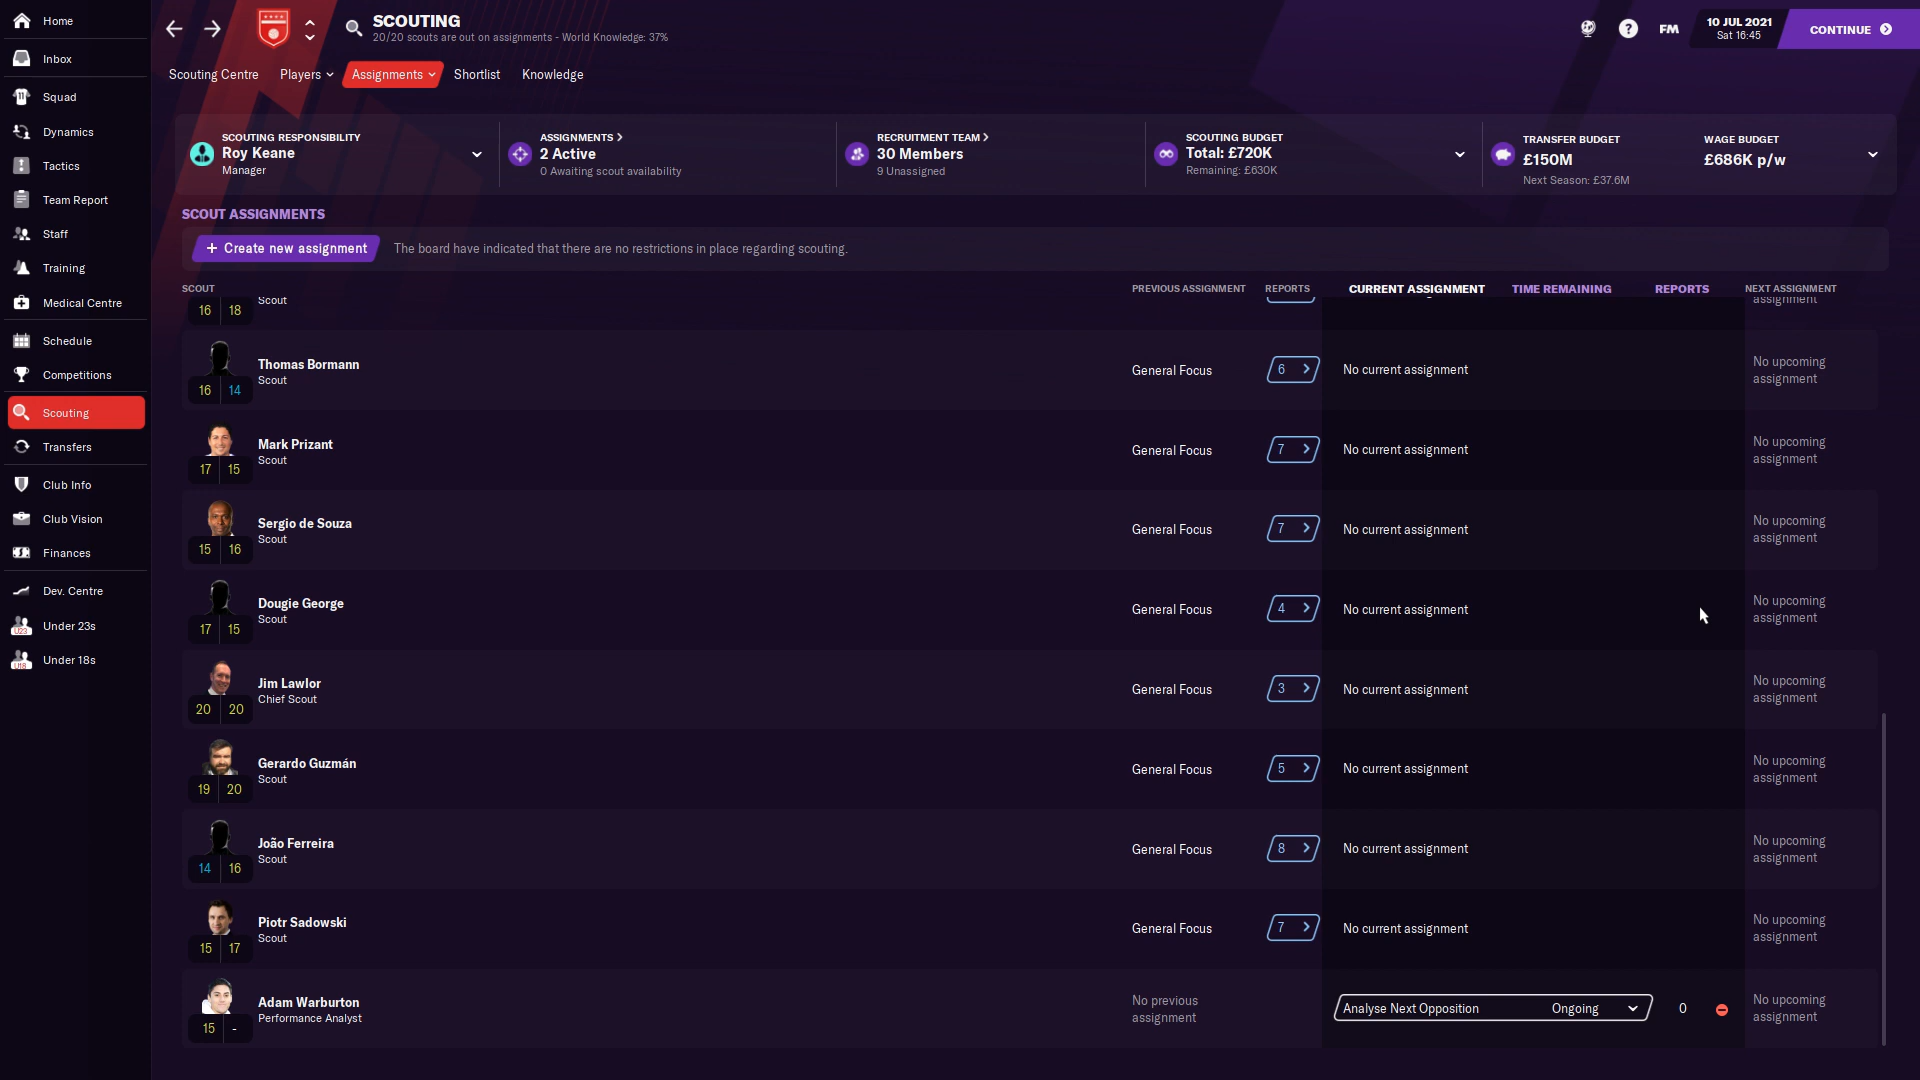 Home
Inbox
Squad
Dynamics
Tactics
Team Report
Staff
Training
Medical Centre
Schedule
Competitions
Scouting
Transfers
Club Info
Club Vision
Finances
Dev. Centre
U23
Under 23s
U18
Under 18s
SCOUTING
20/20 scouts are out on assignments - World Knowledge: 37%
FM
10 JUL 2021
Sat 16:45
CONTINUE
Scouting Centre
Players
Assignments
Shortlist
Knowledge
SCOUTING RESPONSIBILITY
Roy Keane
Manager
ASSIGNMENTS
2 Active
0 Awaiting scout availability
RECRUITMENT TEAM
30 Members
9 Unassigned
SCOUTING BUDGET
Total: £720K
Remaining: £630K
TRANSFER BUDGET
£150M
Next Season: £37.6M
WAGE BUDGET
£686K p/w
SCOUT ASSIGNMENTS
+ Create new assignment The board have indicated that there are no restrictions in place regarding scouting.
SCOUT PREVIOUS ASSIGNMENT REPORTS CURRENT ASSIGNMENT TIME REMAINING REPORTS NEXT ASSIGNMENT
Scout
16 18
assignment
Thomas Bormann
Scout
16 14
General Focus
6
No current assignment
No upcoming
assignment
Mark Prizant
Scout
17 15
General Focus
7
No current assignment
No upcoming
assignment
Sergio de Souza
Scout
15 16
General Focus
7
No current assignment
No upcoming
assignment
Dougie George
Scout
17 15
General Focus
4
No current assignment
No upcoming
assignment
Jim Lawlor
Chief Scout
20 20
General Focus
3
No current assignment
No upcoming
assignment
Gerardo Guzmán
Scout
19 20
General Focus
5
No current assignment
No upcoming
assignment
João Ferreira
Scout
14 16
General Focus
8
No current assignment
No upcoming
assignment
Piotr Sadowski
Scout
15 17
General Focus
7
No current assignment
No upcoming
assignment
Adam Warburton
Performance Analyst
15 -
No previous
assignment
Analyse Next Opposition Ongoing
0
No upcoming
assignment